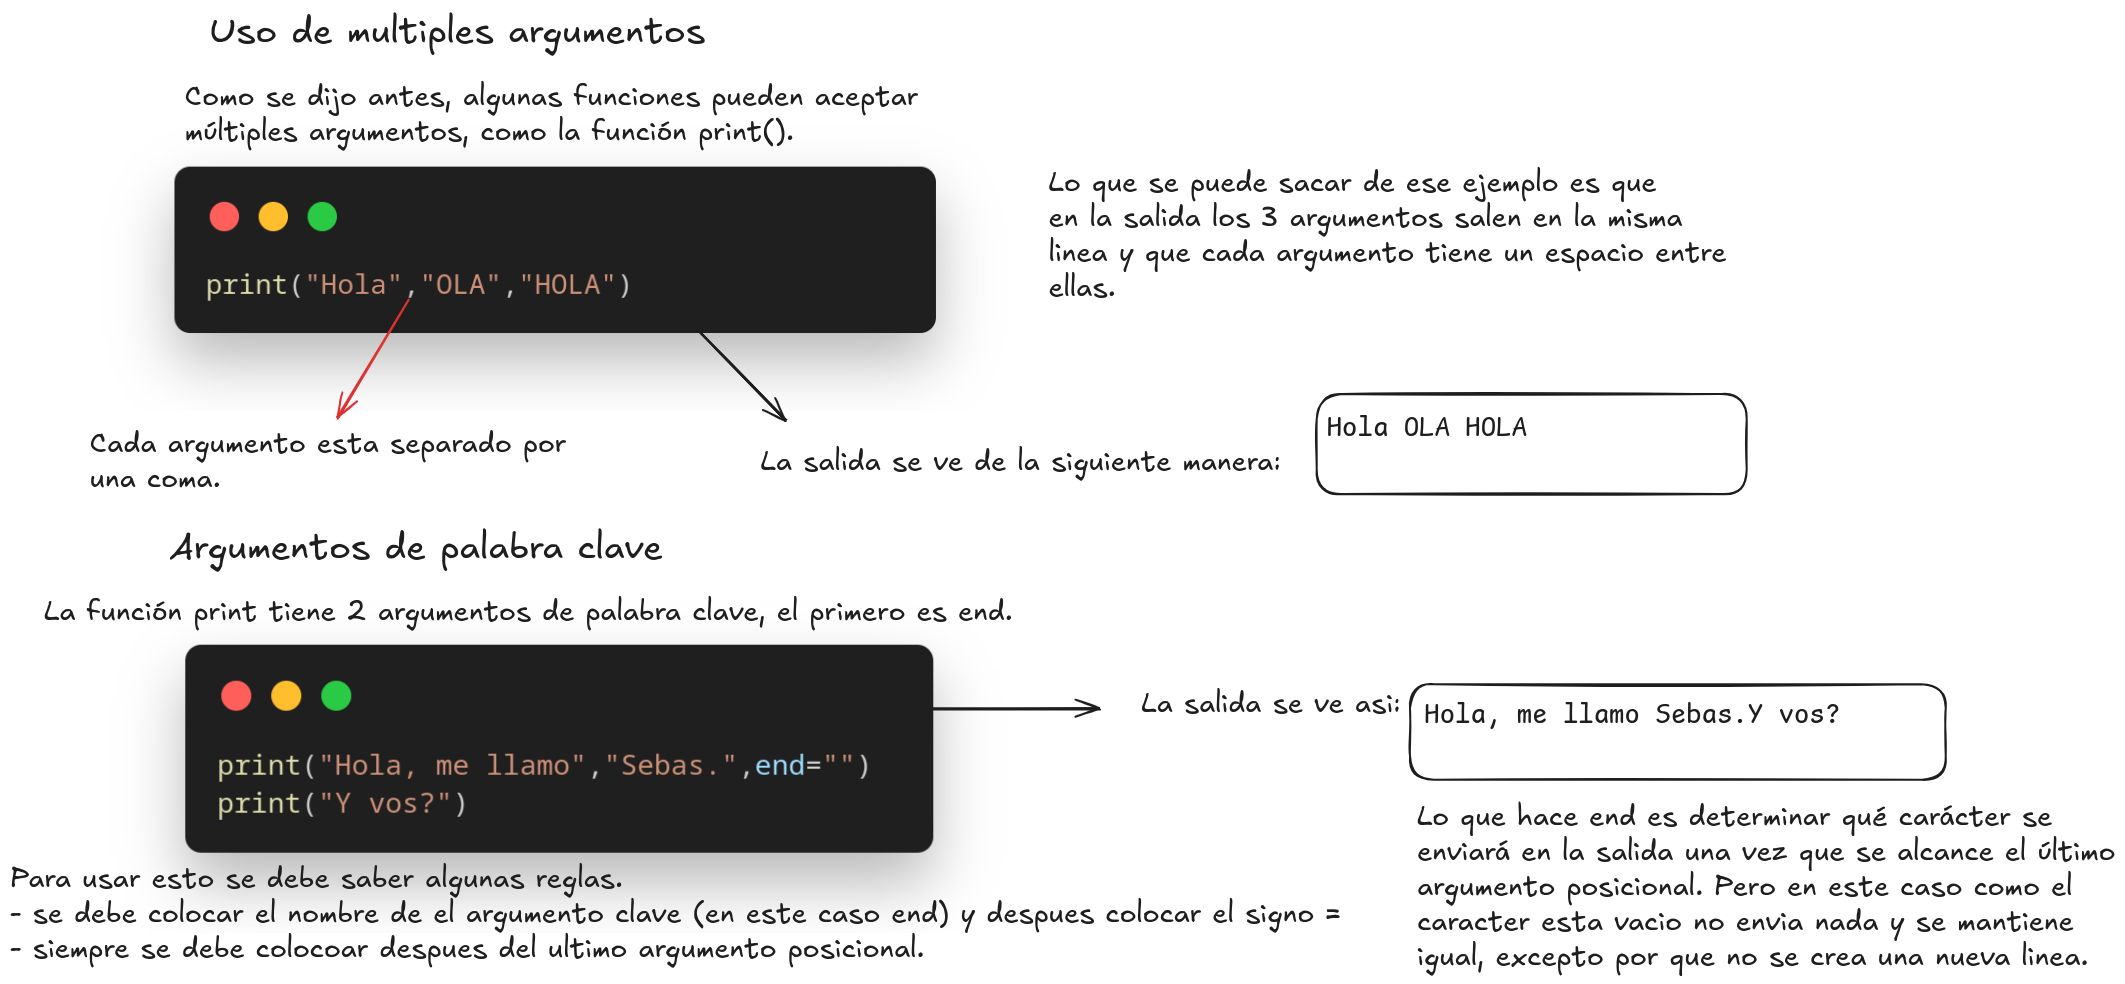 Uso de multiples argumentos
Como se dijo antes, algunas funciones pueden aceptar
múltiples argumentos, como la función print().
print("Hola","OLA","HOLA")
Lo que se puede sacar de ese ejemplo es que
en la salida los 3 argumentos salen en la misma
linea y que cada argumento tiene un espacio entre
ellas.
Cada argumento esta separado por
una coma.
La salida se ve de la siguiente manera:
Hola OLA HOLA
Argumentos de palabra clave
La función print tiene 2 argumentos de palabra clave, el primero es end.
print("Hola, me llamo","Sebas.",end="")
print("Y vos?")
La salida se ve asi:
Hola, me llamo Sebas.Y vos?
Lo que hace end es determinar qué carácter se
enviará en la salida una vez que se alcance el último
argumento posicional. Pero en este caso como el
caracter esta vacio no envia nada y se mantiene
igual, excepto por que no se crea una nueva linea.
Para usar esto se debe saber algunas reglas.
- se debe colocar el nombre de el argumento clave (en este caso end) y despues colocar el signo =
- siempre se debe colocoar despues del ultimo argumento posicional.